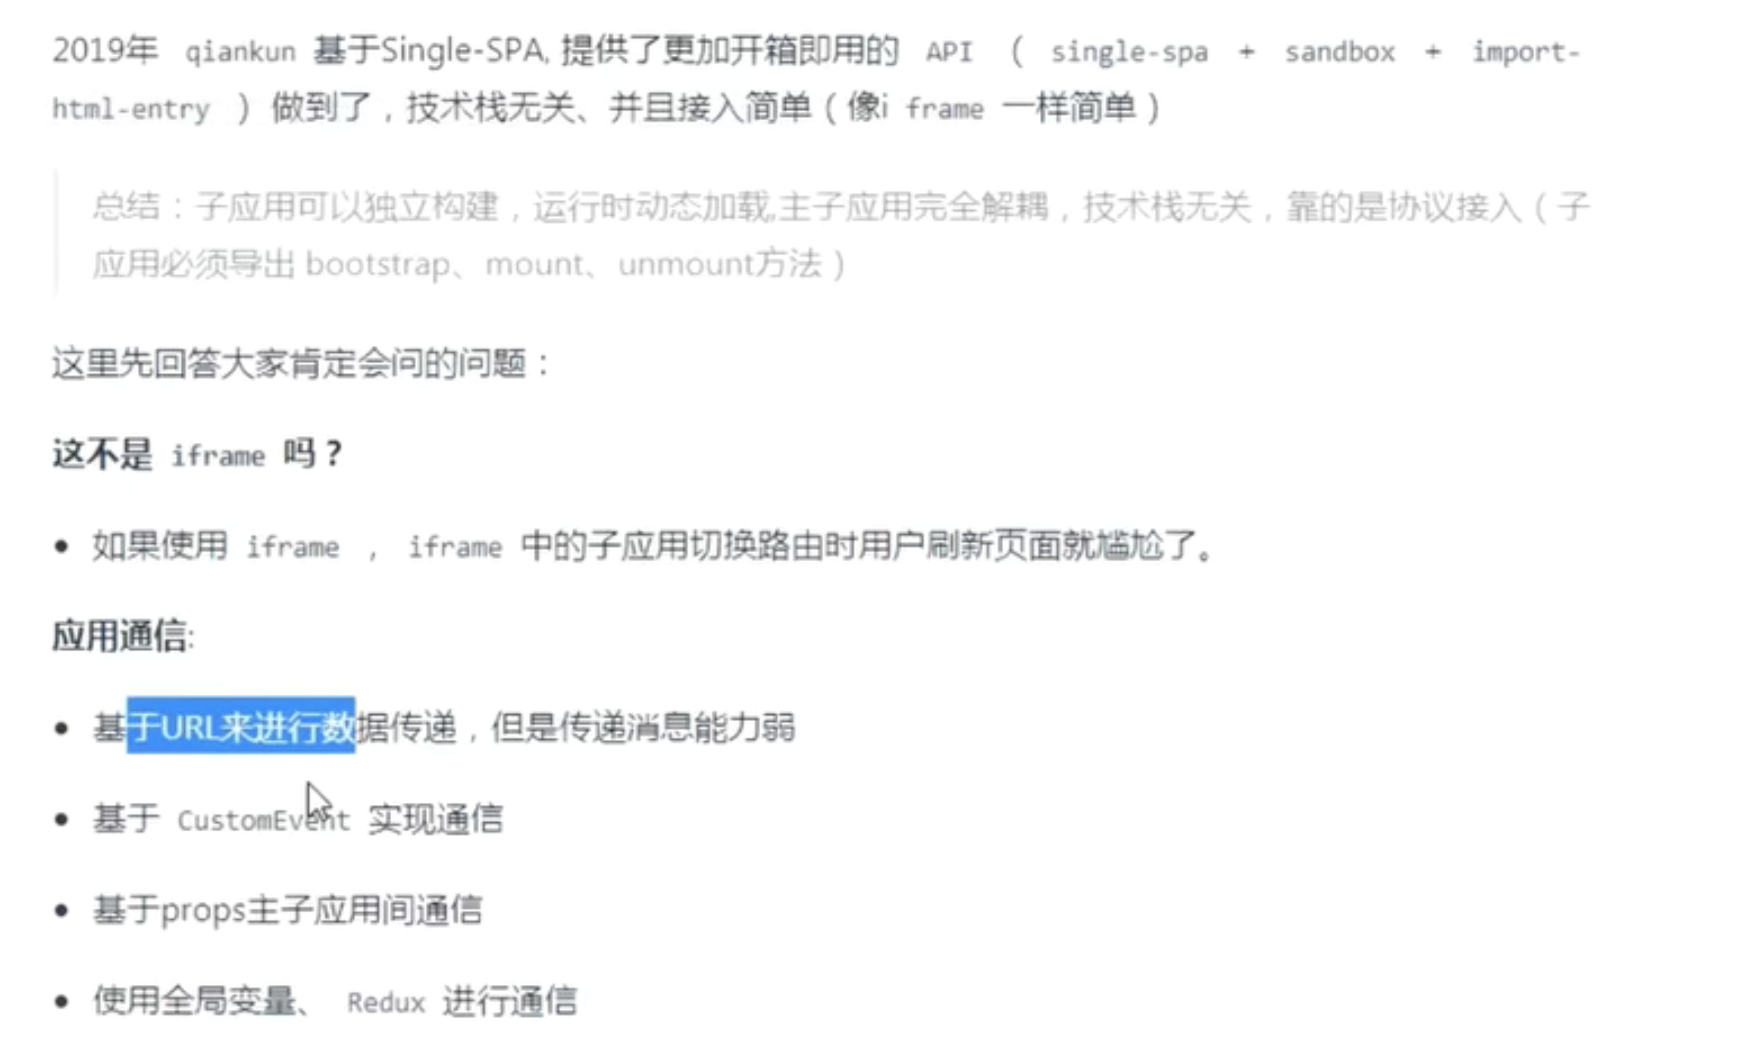 2019年 qiankun 基于Single-SPA, 提供了更加开箱即用的 API （ single-spa + sandbox + import-
html-entry ）做到了，技术栈无关、并且接入简单（像i frame 一样简单）
总结：子应用可以独立构建，运行时动态加载,主子应用完全解耦，技术栈无关，靠的是协议接入（子
应用必须导出 bootstrap、mount、unmount方法）
这里先回答大家肯定会问的问题：
这不是 iframe 吗？
• 如果使用 iframe ， iframe 中的子应用切换路由时用户刷新页面就尴尬了。
应用通信:
• 基于URL来进行数据传递，但是传递消息能力弱
• 基于 CustomEvent 实现通信
• 基于props主子应用间通信
• 使用全局变量、 Redux 进行通信